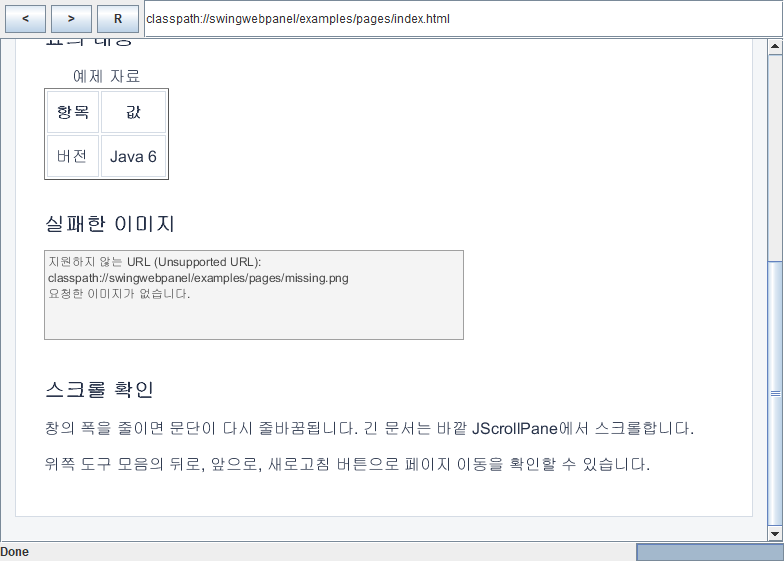 < > R classpath://swingwebpanel/examples/pages/index.html
표의 내용
예제 자료
항목 값
버전 Java 6
실패한 이미지
지원하지 않는 URL (Unsupported URL):
classpath://swingwebpanel/examples/pages/missing.png
요청한 이미지가 없습니다.
스크롤 확인
창의 폭을 줄이면 문단이 다시 줄바꿈됩니다. 긴 문서는 바깥 JScrollPane에서 스크롤합니다.
위쪽 도구 모음의 뒤로, 앞으로, 새로고침 버튼으로 페이지 이동을 확인할 수 있습니다.
Done